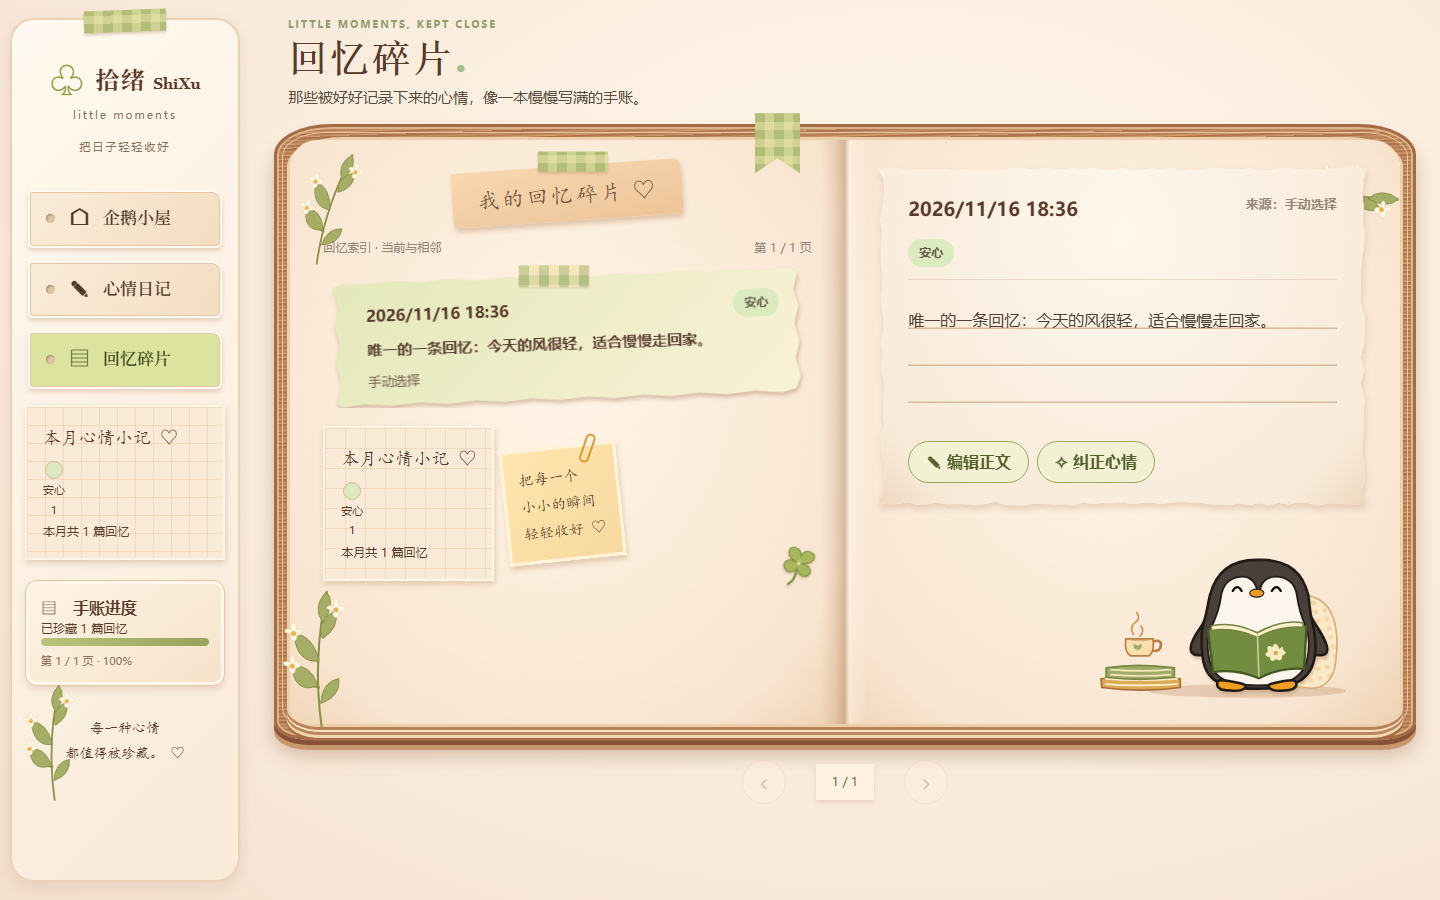 拾绪 ShiXu
little moments
把日子轻轻收好
企鹅小屋
心情日记
回忆碎片
本月心情小记 ♡
安心
1
本月共 1 篇回忆
手账进度
已珍藏 1 篇回忆
第 1 / 1 页 · 100%
每一种心情
都值得被珍藏。 ♡
LITTLE MOMENTS, KEPT CLOSE
回忆碎片.
那些被好好记录下来的心情，像一本慢慢写满的手账。
我的回忆碎片 ♡
回忆索引 · 当前与相邻
第 1 / 1 页
2026/11/16 18:36
安心
唯一的一条回忆：今天的风很轻，适合慢慢走回家。
手动选择
本月心情小记 ♡
安心
1
本月共 1 篇回忆
把每一个
小小的瞬间
轻轻收好 ♡
2026/11/16 18:36
来源：手动选择
安心
唯一的一条回忆：今天的风很轻，适合慢慢走回家。
编辑正文
纠正心情
‹
1 / 1
›